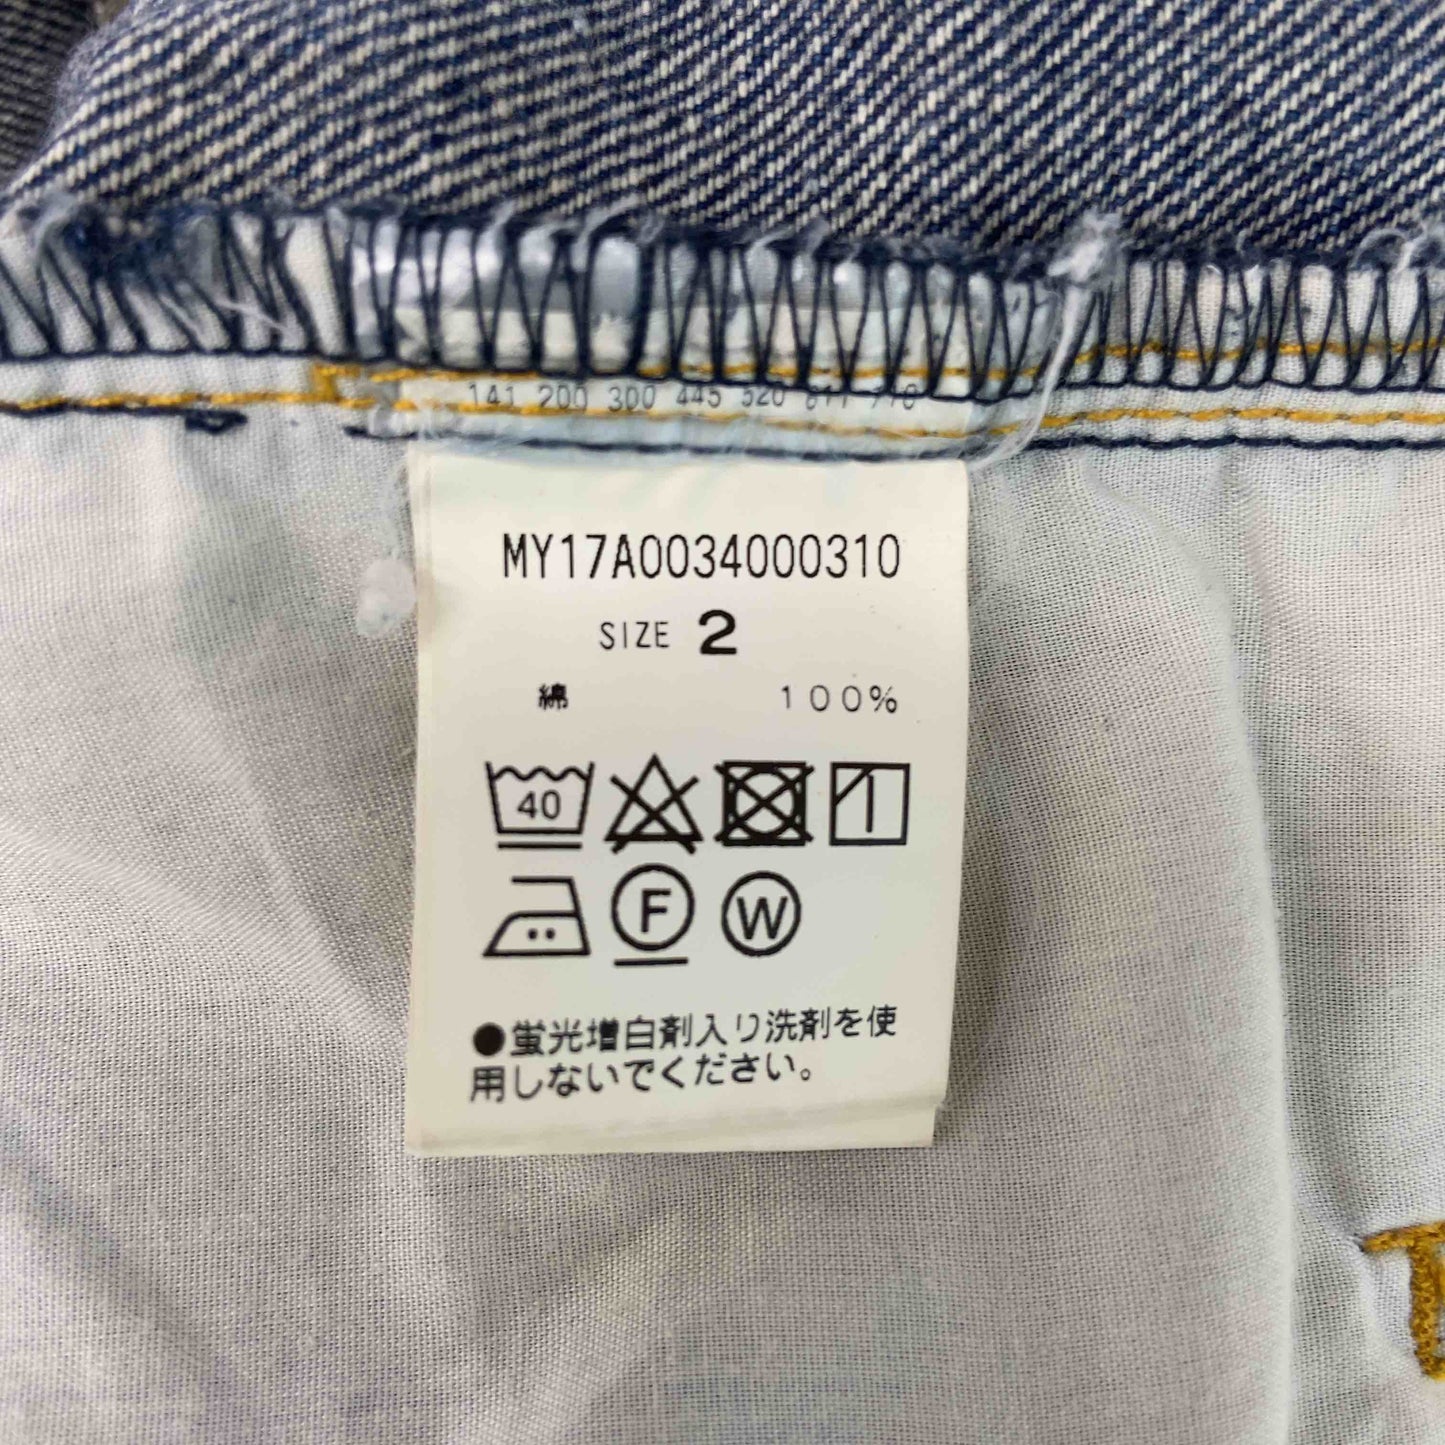 141 200 300 445 520
MY17A0034000310
SIZE 2
綿 100%
40
F W
●蛍光増白剤入り洗剤を使
用しないでください。